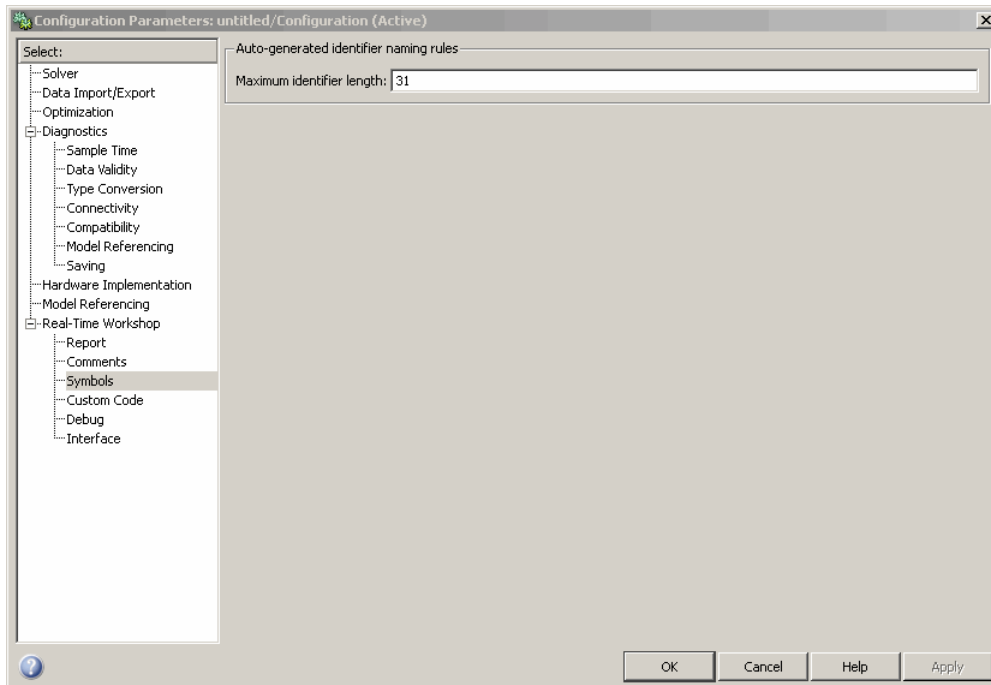 Configuration Parameters: untitled/Configuration (Active)
Select:
Solver
Data Import/Export
Optimization
Diagnostics
Sample Time
Data Validity
Type Conversion
Connectivity
Compatibility
Model Referencing
Saving
Hardware Implementation
Model Referencing
Real-Time Workshop
Report
Comments
Symbols
Custom Code
Debug
Interface
Auto-generated identifier naming rules
Maximum identifier length: 31
OK Cancel Help Apply